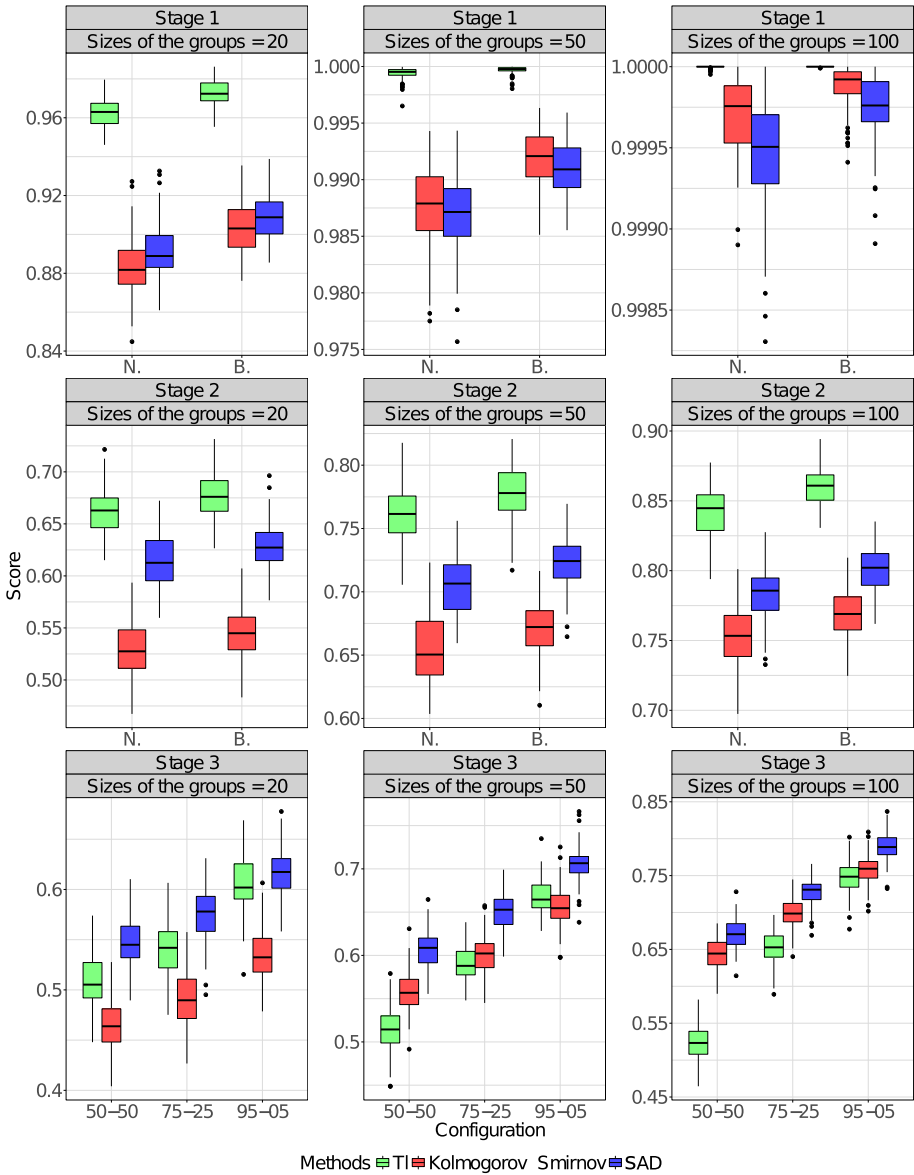 Stage 1 Stage 1 Stage 1
Sizes of the groups = 20 Sizes of the groups = 50 Sizes of the groups = 100
0.96
0.92
0.88
0.84
N. B.
1.000
0.995
0.990
0.985
0.980
0.975
N. B.
1.0000
0.9995
0.9990
0.9985
N. B.
Stage 2 Stage 2 Stage 2
Sizes of the groups = 20 Sizes of the groups = 50 Sizes of the groups = 100
Score
0.70
0.65
0.60
0.55
0.50
N. B.
0.80
0.75
0.70
0.65
0.60
N. B.
0.90
0.85
0.80
0.75
0.70
N. B.
Stage 3 Stage 3 Stage 3
Sizes of the groups = 20 Sizes of the groups = 50 Sizes of the groups = 100
0.6
0.5
0.4
50−50 75−25 95−05
0.7
0.6
0.5
50−50 75−25 95−05
0.85
0.75
0.65
0.55
0.45
50−50 75−25 95−05
Configuration
Methods TI Kolmogorov Smirnov SAD